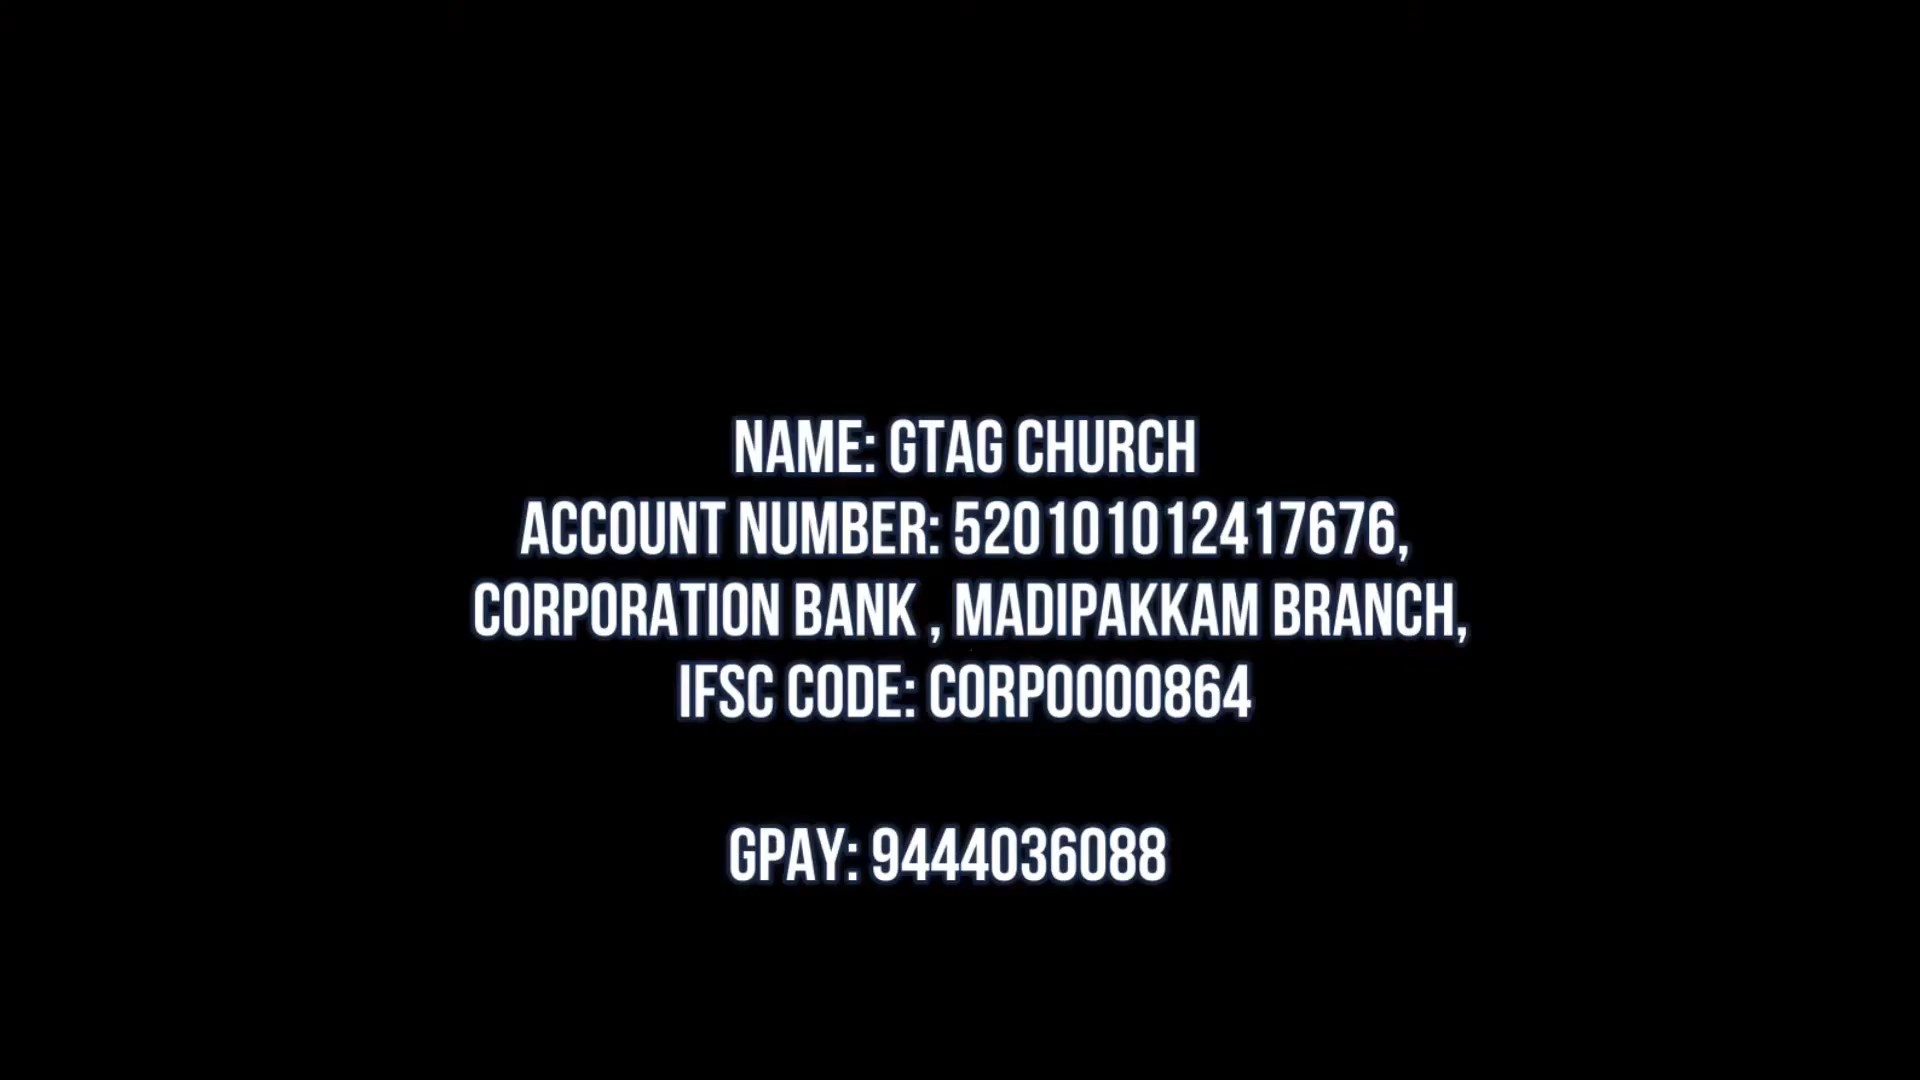 NAME: GTAG CHURCH
ACCOUNT NUMBER: 520101012417676,
CORPORATION BANK , MADIPAKKAM BRANCH,
IFSC CODE: CORP0000864
GPAY: 9444036088